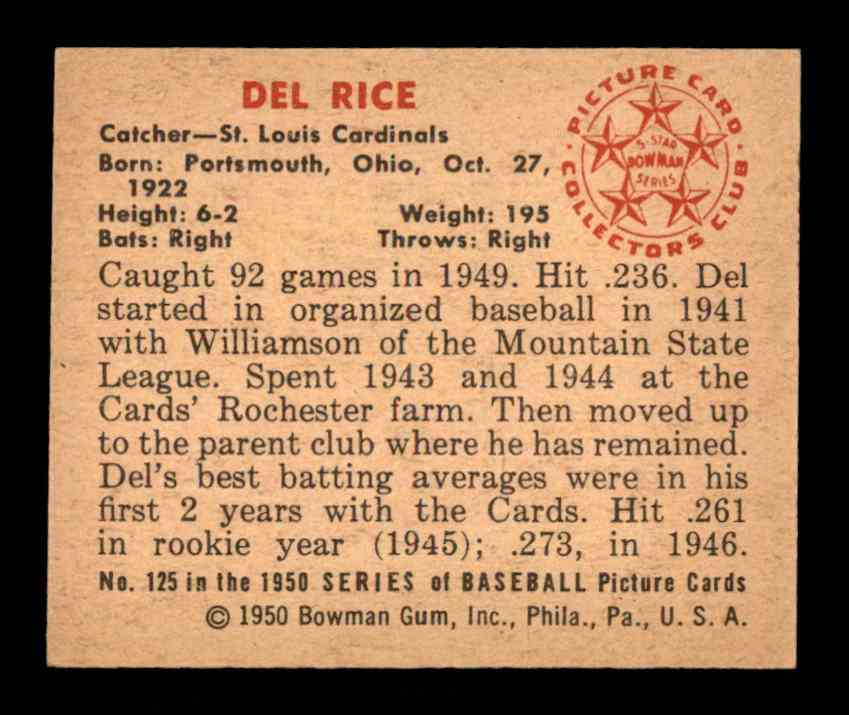 DEL RICE
Catcher—St. Louis Cardinals
Born: Portsmouth, Ohio, Oct. 27,
1922
Height: 6-2 Weight: 195
Bats: Right Throws: Right
PICTURE CARD
COLLECTORS CLUB
5-STAR
BOWMAN
SERIES
Caught 92 games in 1949. Hit .236. Del
started in organized baseball in 1941
with Williamson of the Mountain State
League. Spent 1943 and 1944 at the
Cards' Rochester farm. Then moved up
to the parent club where he has remained.
Del's best batting averages were in his
first 2 years with the Cards. Hit .261
in rookie year (1945); .273, in 1946.
No. 125 in the 1950 SERIES of BASEBALL Picture Cards
© 1950 Bowman Gum, Inc., Phila., Pa., U. S. A.